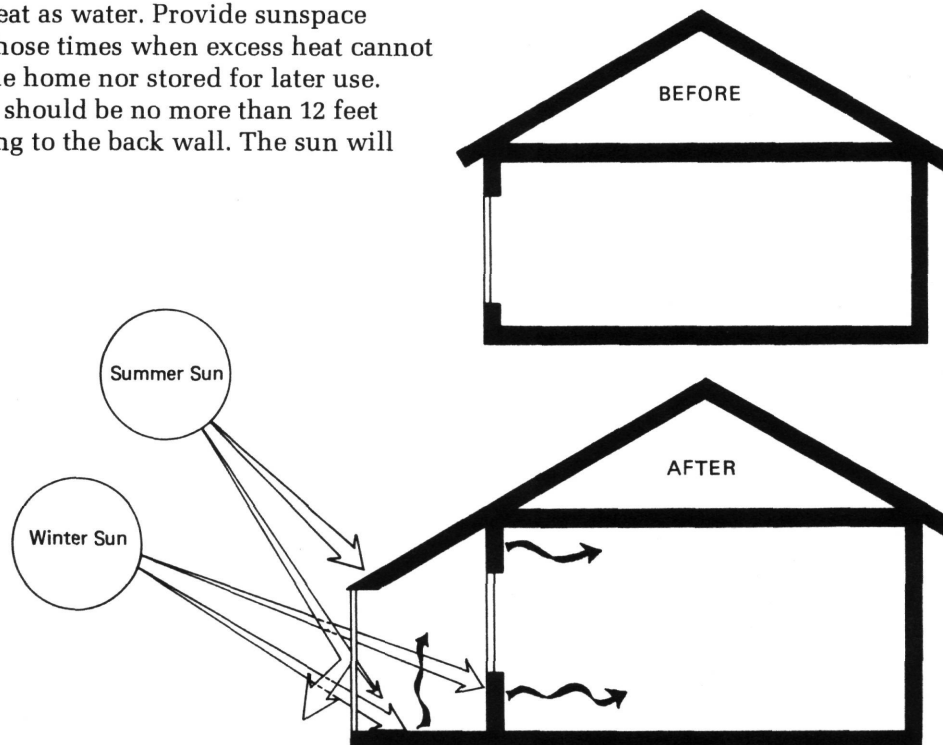 eat as water. Provide sunspace
hose times when excess heat cannot
e home nor stored for later use.
should be no more than 12 feet
ng to the back wall. The sun will
BEFORE
Summer Sun
AFTER
Winter Sun